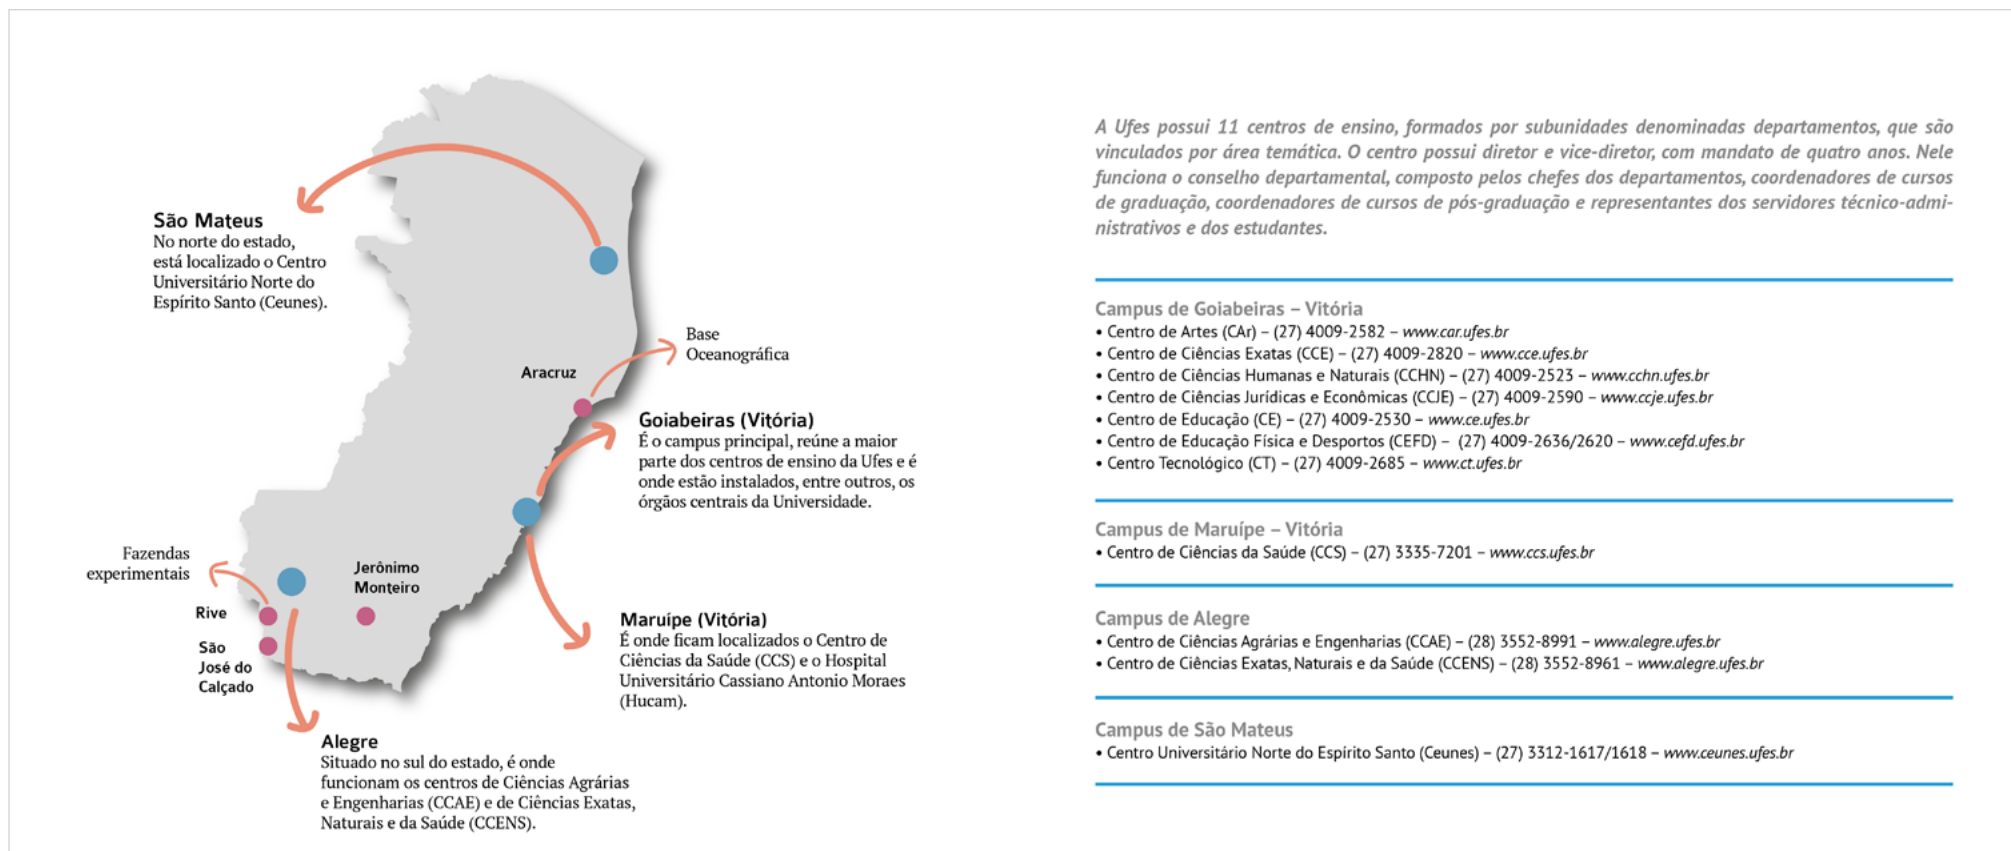 São Mateus
No norte do estado,
está localizado o Centro
Universitário Norte do
Espírito Santo (Ceunes).
Base
Oceanográfica
Aracruz
Goiabeiras (Vitória)
É o campus principal, reúne a maior
parte dos centros de ensino da Ufes e é
onde estão instalados, entre outros, os
órgãos centrais da Universidade.
Fazendas
experimentais
Jerônimo
Monteiro
Rive
São
José do
Calçado
Maruípe (Vitória)
É onde ficam localizados o Centro de
Ciências da Saúde (CCS) e o Hospital
Universitário Cassiano Antonio Moraes
(Hucam).
Alegre
Situado no sul do estado, é onde
funcionam os centros de Ciências Agrárias
e Engenharias (CCAE) e de Ciências Exatas,
Naturais e da Saúde (CCENS).
A Ufes possui 11 centros de ensino, formados por subunidades denominadas departamentos, que são
vinculados por área temática. O centro possui diretor e vice-diretor, com mandato de quatro anos. Nele
funciona o conselho departamental, composto pelos chefes dos departamentos, coordenadores de cursos
de graduação, coordenadores de cursos de pós-graduação e representantes dos servidores técnico-admi-
nistrativos e dos estudantes.
Campus de Goiabeiras – Vitória
• Centro de Artes (CAr) – (27) 4009-2582 – www.car.ufes.br
• Centro de Ciências Exatas (CCE) – (27) 4009-2820 – www.cce.ufes.br
• Centro de Ciências Humanas e Naturais (CCHN) – (27) 4009-2523 – www.cchn.ufes.br
• Centro de Ciências Jurídicas e Econômicas (CCJE) – (27) 4009-2590 – www.ccje.ufes.br
• Centro de Educação (CE) – (27) 4009-2530 – www.ce.ufes.br
• Centro de Educação Física e Desportos (CEFD) – (27) 4009-2636/2620 – www.cefd.ufes.br
• Centro Tecnológico (CT) – (27) 4009-2685 – www.ct.ufes.br
Campus de Maruípe – Vitória
• Centro de Ciências da Saúde (CCS) – (27) 3335-7201 – www.ccs.ufes.br
Campus de Alegre
• Centro de Ciências Agrárias e Engenharias (CCAE) – (28) 3552-8991 – www.alegre.ufes.br
• Centro de Ciências Exatas, Naturais e da Saúde (CCENS) – (28) 3552-8961 – www.alegre.ufes.br
Campus de São Mateus
• Centro Universitário Norte do Espírito Santo (Ceunes) – (27) 3312-1617/1618 – www.ceunes.ufes.br